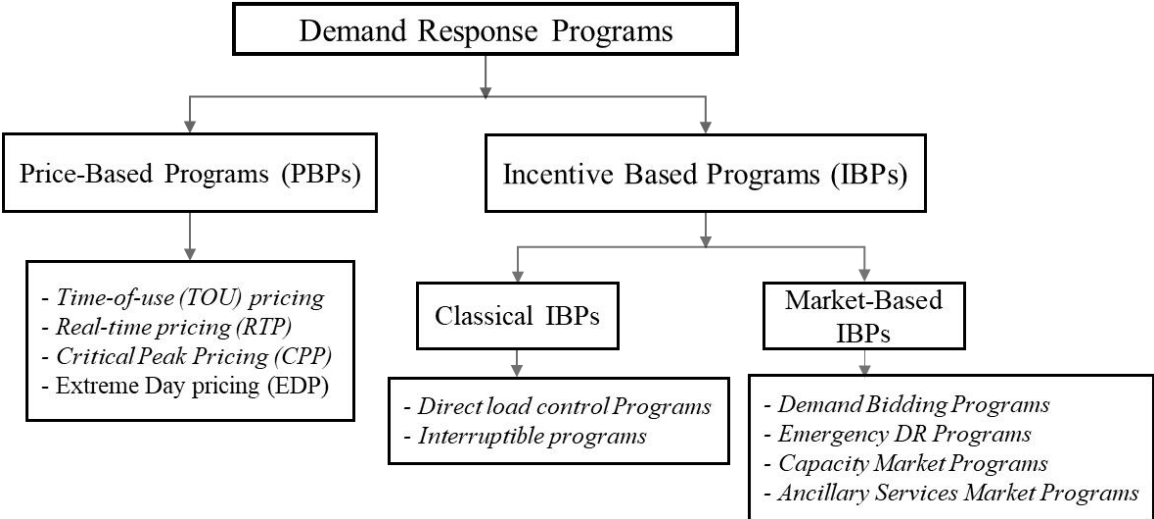 Demand Response Programs
Price-Based Programs (PBPs)
Incentive Based Programs (IBPs)
- Time-of-use (TOU) pricing
- Real-time pricing (RTP)
- Critical Peak Pricing (CPP)
- Extreme Day pricing (EDP)
Classical IBPs
Market-Based
IBPs
- Direct load control Programs
- Interruptible programs
- Demand Bidding Programs
- Emergency DR Programs
- Capacity Market Programs
- Ancillary Services Market Programs